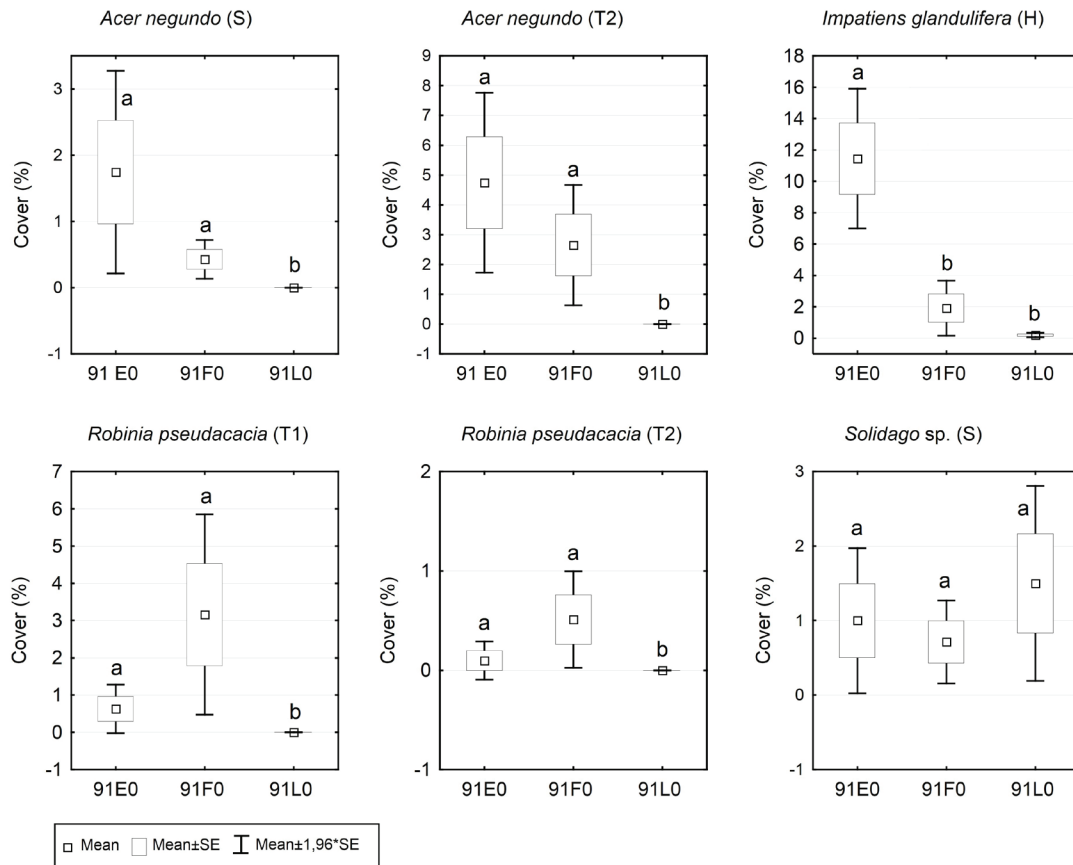 Acer negundo (S)
a
a
b
3
2
1
0
-1
Cover (%)
91 E0 91F0 91L0
Acer negundo (T2)
a
a
b
9
8
7
6
5
4
3
2
1
0
-1
Cover (%)
91 E0 91F0 91L0
Impatiens glandulifera (H)
a
b
b
18
16
14
12
10
8
6
4
2
0
Cover (%)
91E0 91F0 91L0
Robinia pseudacacia (T1)
a
a
b
7
6
5
4
3
2
1
0
-1
Cover (%)
91E0 91F0 91L0
Robinia pseudacacia (T2)
a
a
b
2
1
0
-1
Cover (%)
91E0 91F0 91L0
Solidago sp. (S)
a
a
a
3
2
1
0
-1
Cover (%)
91E0 91F0 91L0
Mean Mean±SE Mean±1,96*SE